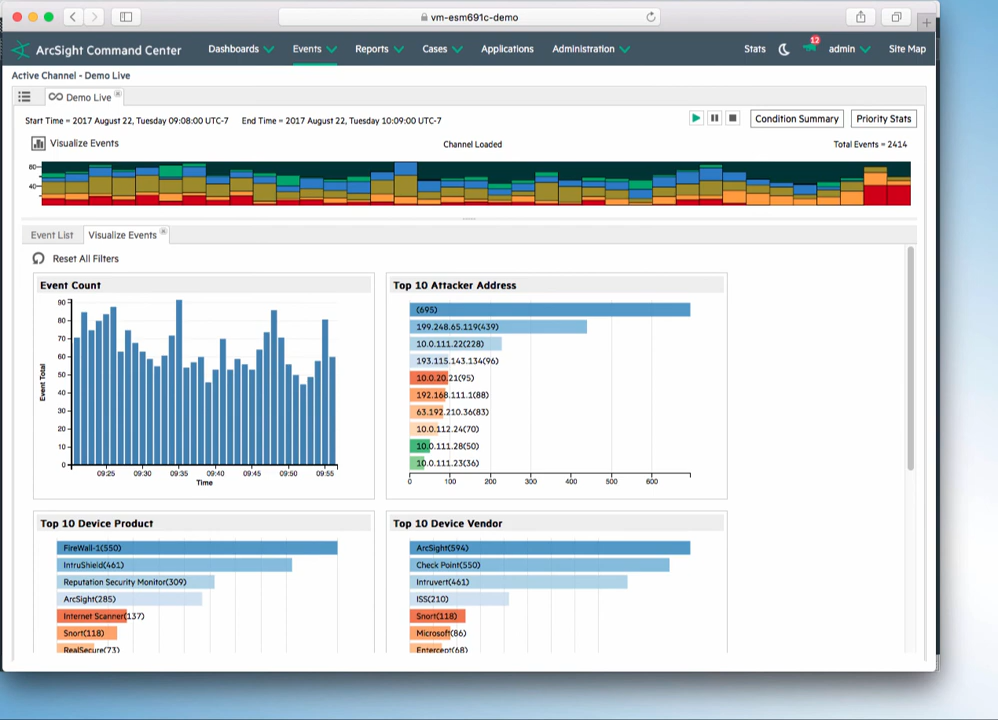 vm-esm691c-demo
ArcSight Command Center Dashboards Events Reports Cases Applications Administration Stats 12 admin Site Map
Active Channel - Demo Live
Demo Live
Start Time = 2017 August 22, Tuesday 09:08:00 UTC-7 End Time = 2017 August 22, Tuesday 10:09:00 UTC-7
Condition Summary Priority Stats
Visualize Events Channel Loaded Total Events = 2414
60
40
Event List Visualize Events
Reset All Filters
Event Count
90
80
70
60
50
40
30
20
10
0
Event Total
09:25 09:30 09:35 09:40 09:45 09:50 09:55
Time
Top 10 Attacker Address
(695)
199.248.65.119(439)
10.0.111.22(228)
193.115.143.134(96)
10.0.20.21(95)
192.168.111.1(88)
63.192.210.36(83)
10.0.112.24(70)
10.0.111.28(50)
10.0.111.23(36)
0 100 200 300 400 500 600
Top 10 Device Product
FireWall-1(550)
IntruShield(461)
Reputation Security Monitor(309)
ArcSight(285)
Internet Scanner(137)
Snort(118)
RealSecure(73)
Top 10 Device Vendor
ArcSight(594)
Check Point(550)
Intruvert(461)
ISS(210)
Snort(118)
Microsoft(86)
Entercept(68)